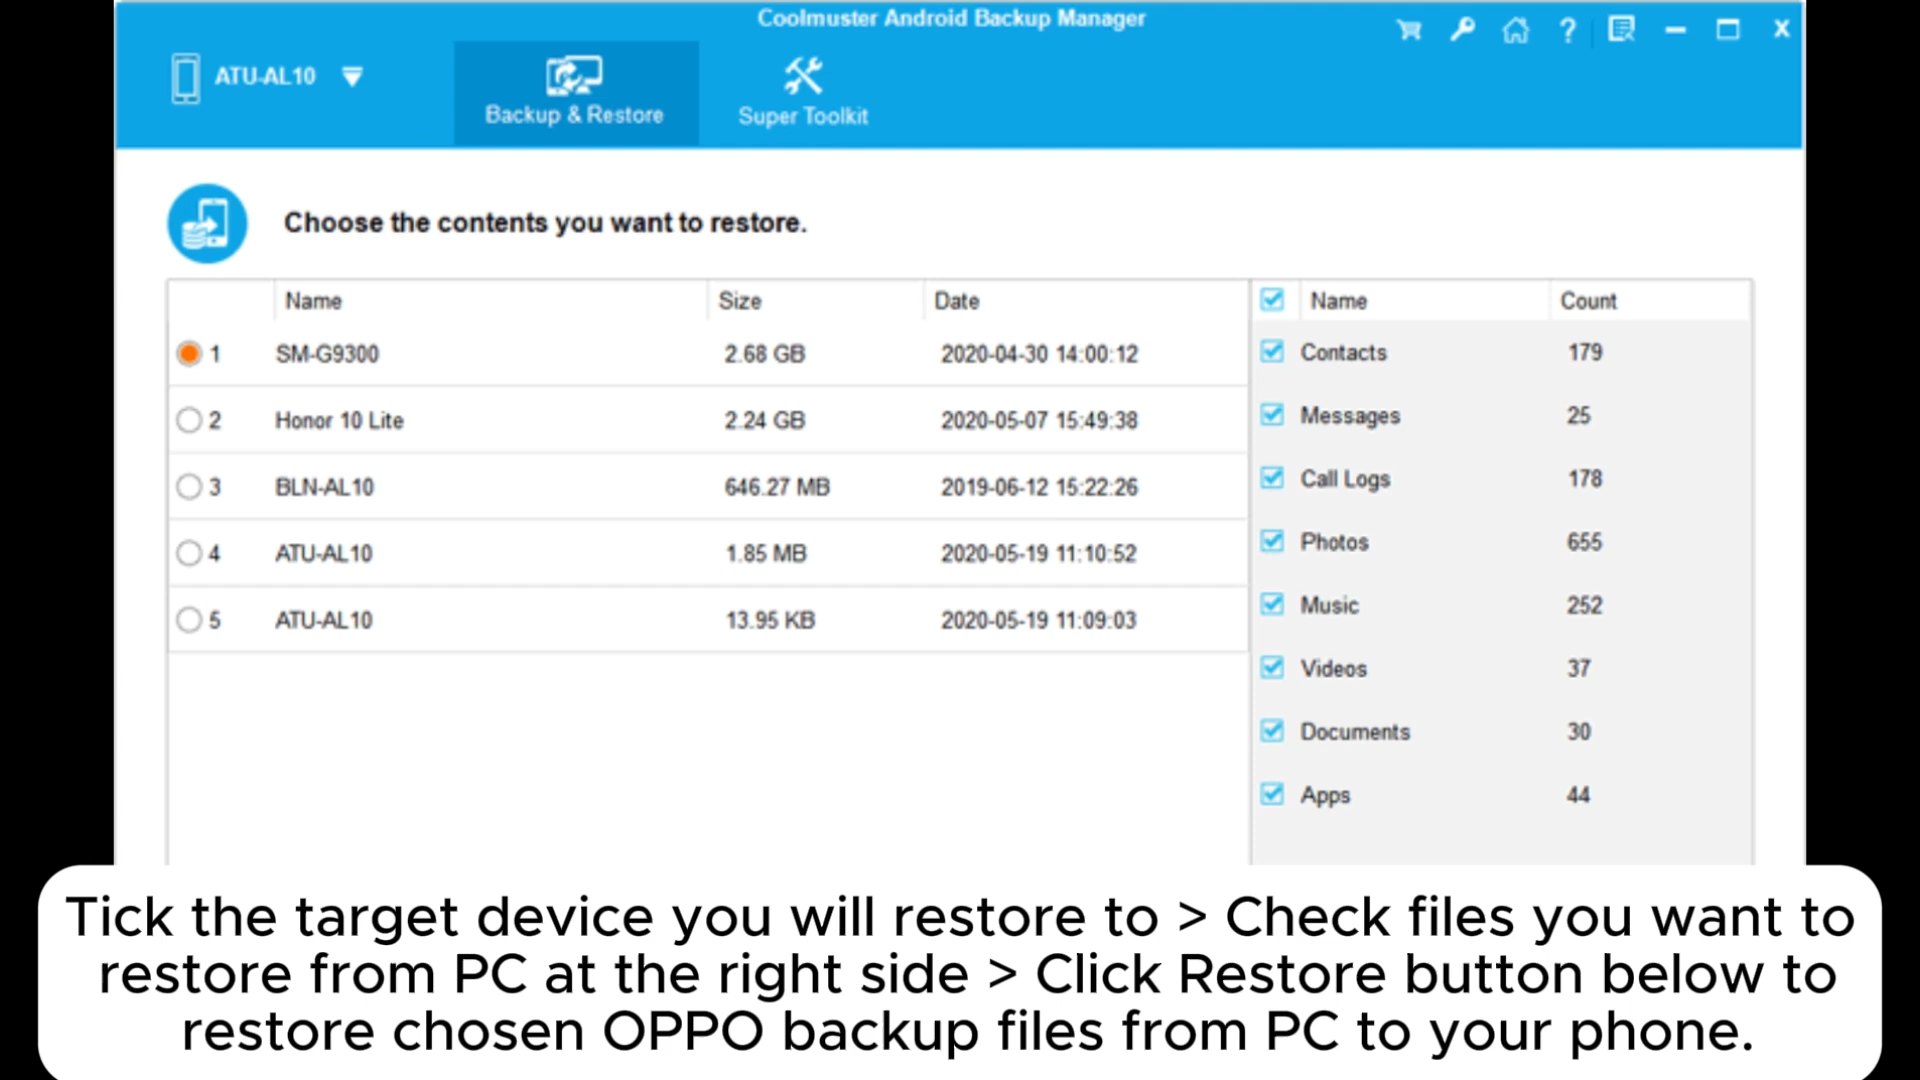 Coolmuster Android Backup Manager
ATU-AL10
Backup & Restore
Super Toolkit
?
Choose the contents you want to restore.
Name Size Date
1 SM-G9300 2.68 GB 2020-04-30 14:00:12
2 Honor 10 Lite 2.24 GB 2020-05-07 15:49:38
3 BLN-AL10 646.27 MB 2019-06-12 15:22:26
4 ATU-AL10 1.85 MB 2020-05-19 11:10:52
5 ATU-AL10 13.95 KB 2020-05-19 11:09:03
Name Count
Contacts 179
Messages 25
Call Logs 178
Photos 655
Music 252
Videos 37
Documents 30
Apps 44
Tick the target device you will restore to > Check files you want to
restore from PC at the right side > Click Restore button below to
restore chosen OPPO backup files from PC to your phone.